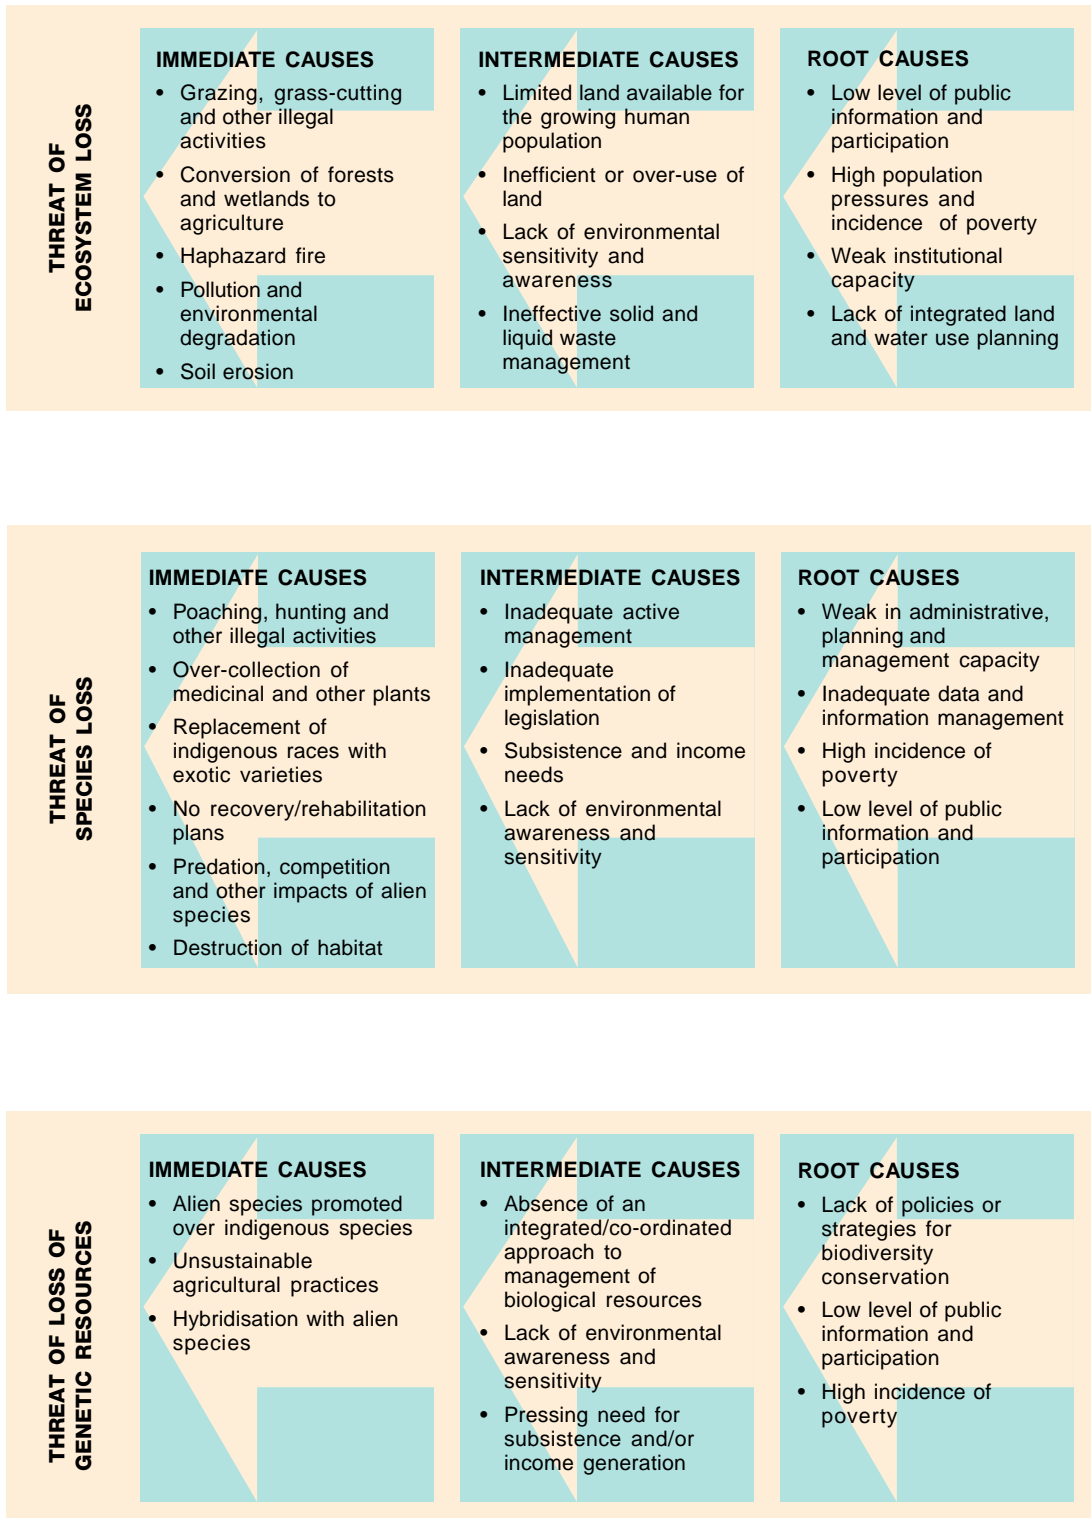 THREAT OF
ECOSYSTEM LOSS
IMMEDIATE CAUSES
• Grazing, grass-cutting
and other illegal
activities
• Conversion of forests
and wetlands to
agriculture
• Haphazard fire
• Pollution and
environmental
degradation
• Soil erosion
INTERMEDIATE CAUSES
• Limited land available for
the growing human
population
• Inefficient or over-use of
land
• Lack of environmental
sensitivity and
awareness
• Ineffective solid and
liquid waste
management
ROOT CAUSES
• Low level of public
information and
participation
• High population
pressures and
incidence of poverty
• Weak institutional
capacity
• Lack of integrated land
and water use planning
THREAT OF
SPECIES LOSS
IMMEDIATE CAUSES
• Poaching, hunting and
other illegal activities
• Over-collection of
medicinal and other plants
• Replacement of
indigenous races with
exotic varieties
• No recovery/rehabilitation
plans
• Predation, competition
and other impacts of alien
species
• Destruction of habitat
INTERMEDIATE CAUSES
• Inadequate active
management
• Inadequate
implementation of
legislation
• Subsistence and income
needs
• Lack of environmental
awareness and
sensitivity
ROOT CAUSES
• Weak in administrative,
planning and
management capacity
• Inadequate data and
information management
• High incidence of
poverty
• Low level of public
information and
participation
THREAT OF LOSS OF
GENETIC RESOURCES
IMMEDIATE CAUSES
• Alien species promoted
over indigenous species
• Unsustainable
agricultural practices
• Hybridisation with alien
species
INTERMEDIATE CAUSES
• Absence of an
integrated/co-ordinated
approach to
management of
biological resources
• Lack of environmental
awareness and
sensitivity
• Pressing need for
subsistence and/or
income generation
ROOT CAUSES
• Lack of policies or
strategies for
biodiversity
conservation
• Low level of public
information and
participation
• High incidence of
poverty